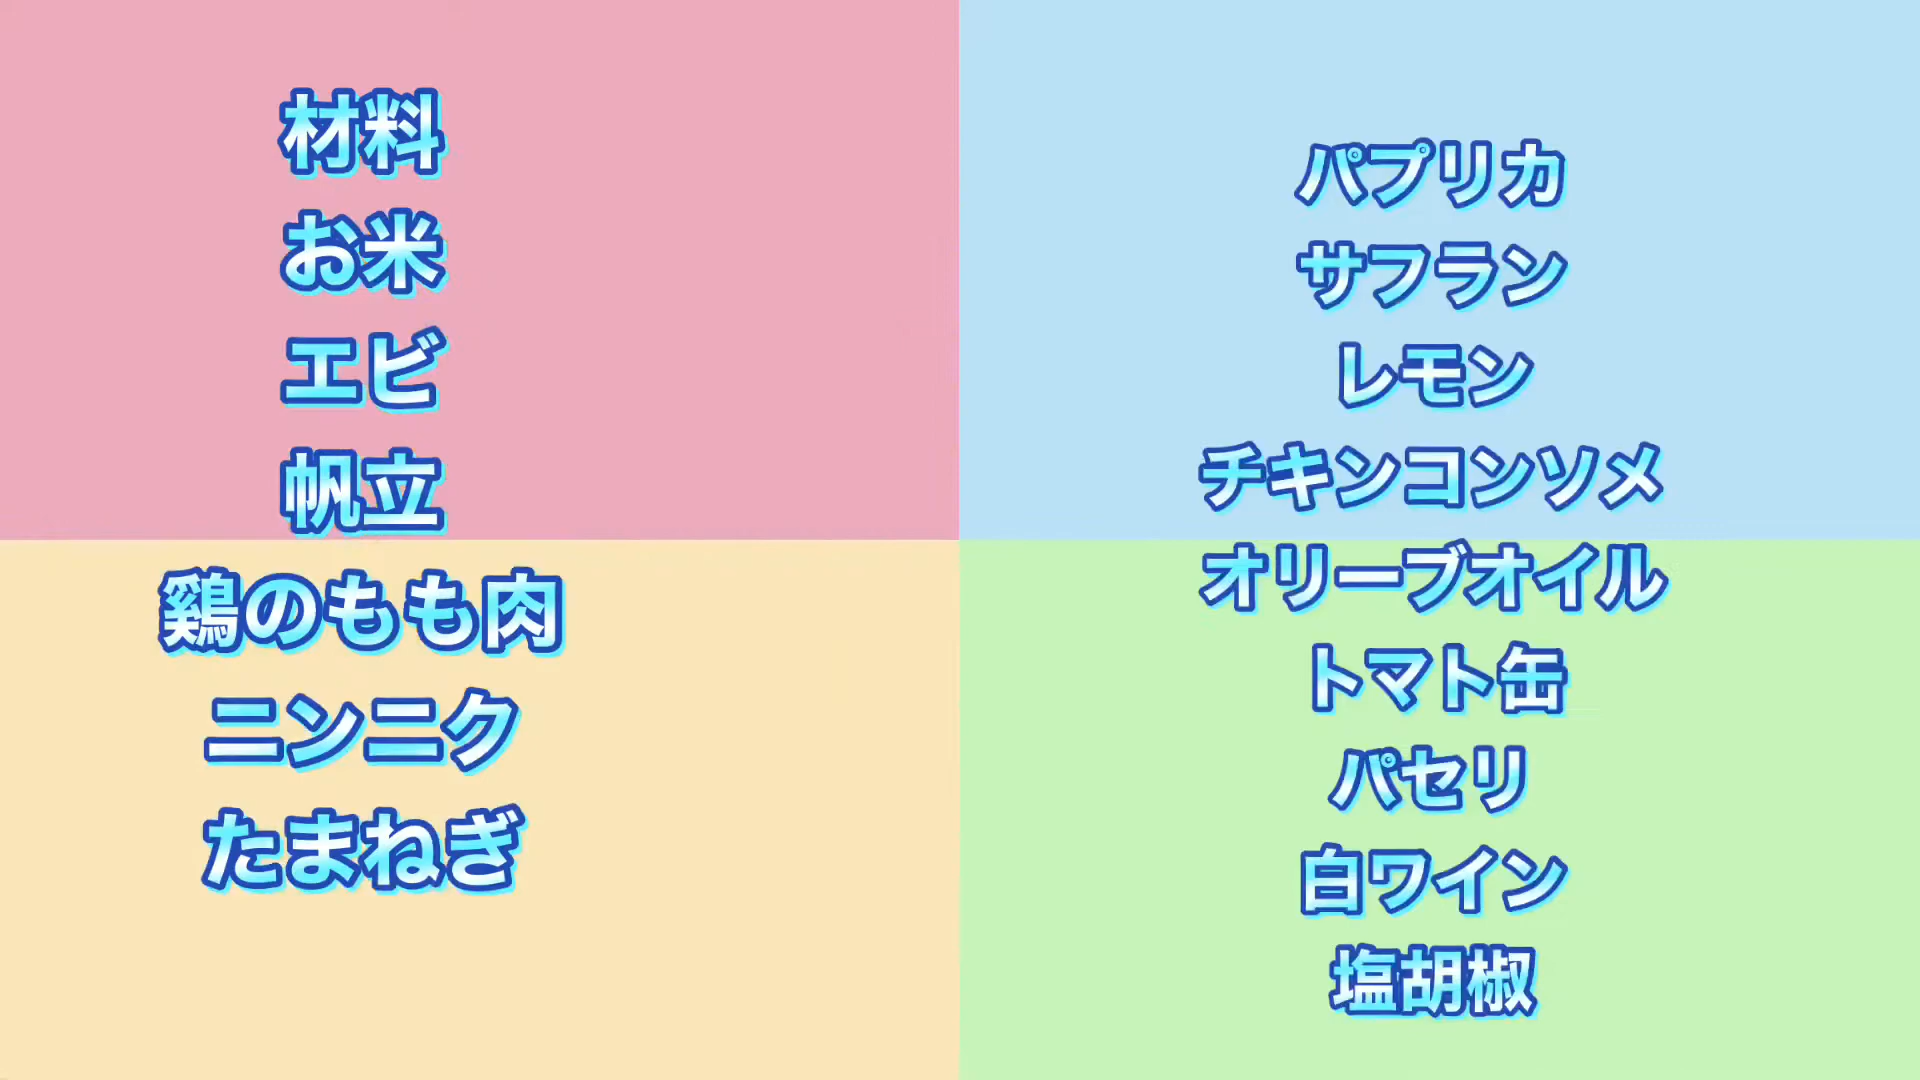 材料
お米
エビ
帆立
鶏のもも肉
ニンニク
たまねぎ
パプリカ
サフラン
レモン
チキンコンソメ
オリーブオイル
トマト缶
パセリ
白ワイン
塩胡椒